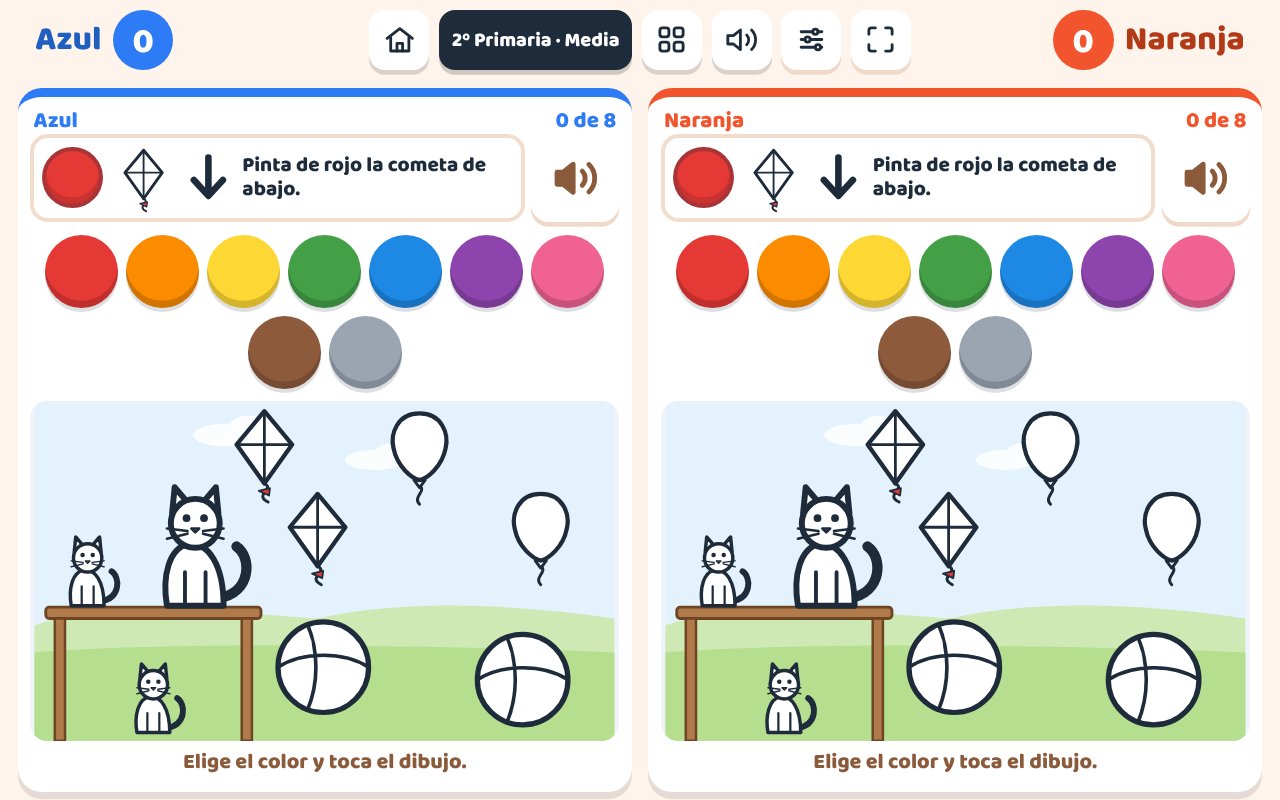 Azul 0
2º Primaria · Media
0 Naranja
Azul 0 de 8
Pinta de rojo la cometa de
abajo.
Elige el color y toca el dibujo.
Naranja 0 de 8
Pinta de rojo la cometa de
abajo.
Elige el color y toca el dibujo.